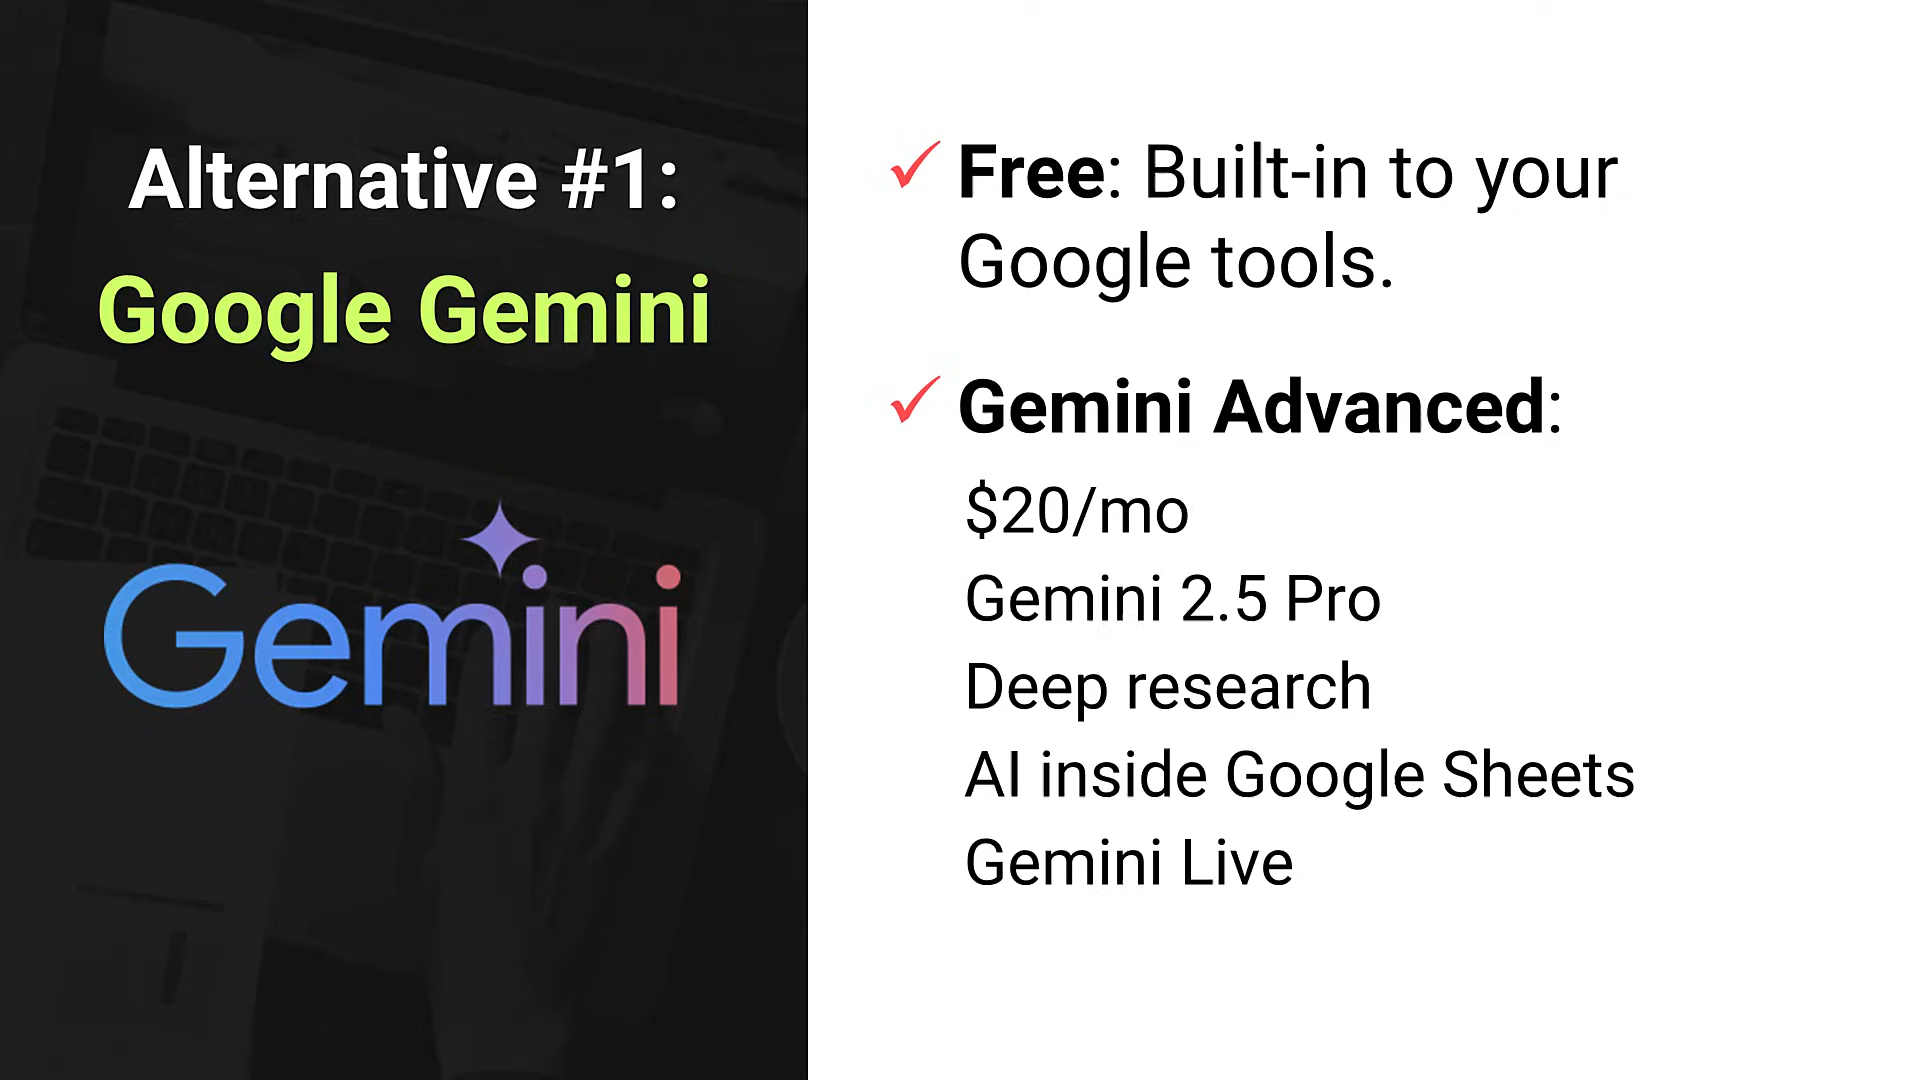 Alternative #1:
Google Gemini
Gemini
Free: Built-in to your
Google tools.
Gemini Advanced:
$20/mo
Gemini 2.5 Pro
Deep research
AI inside Google Sheets
Gemini Live